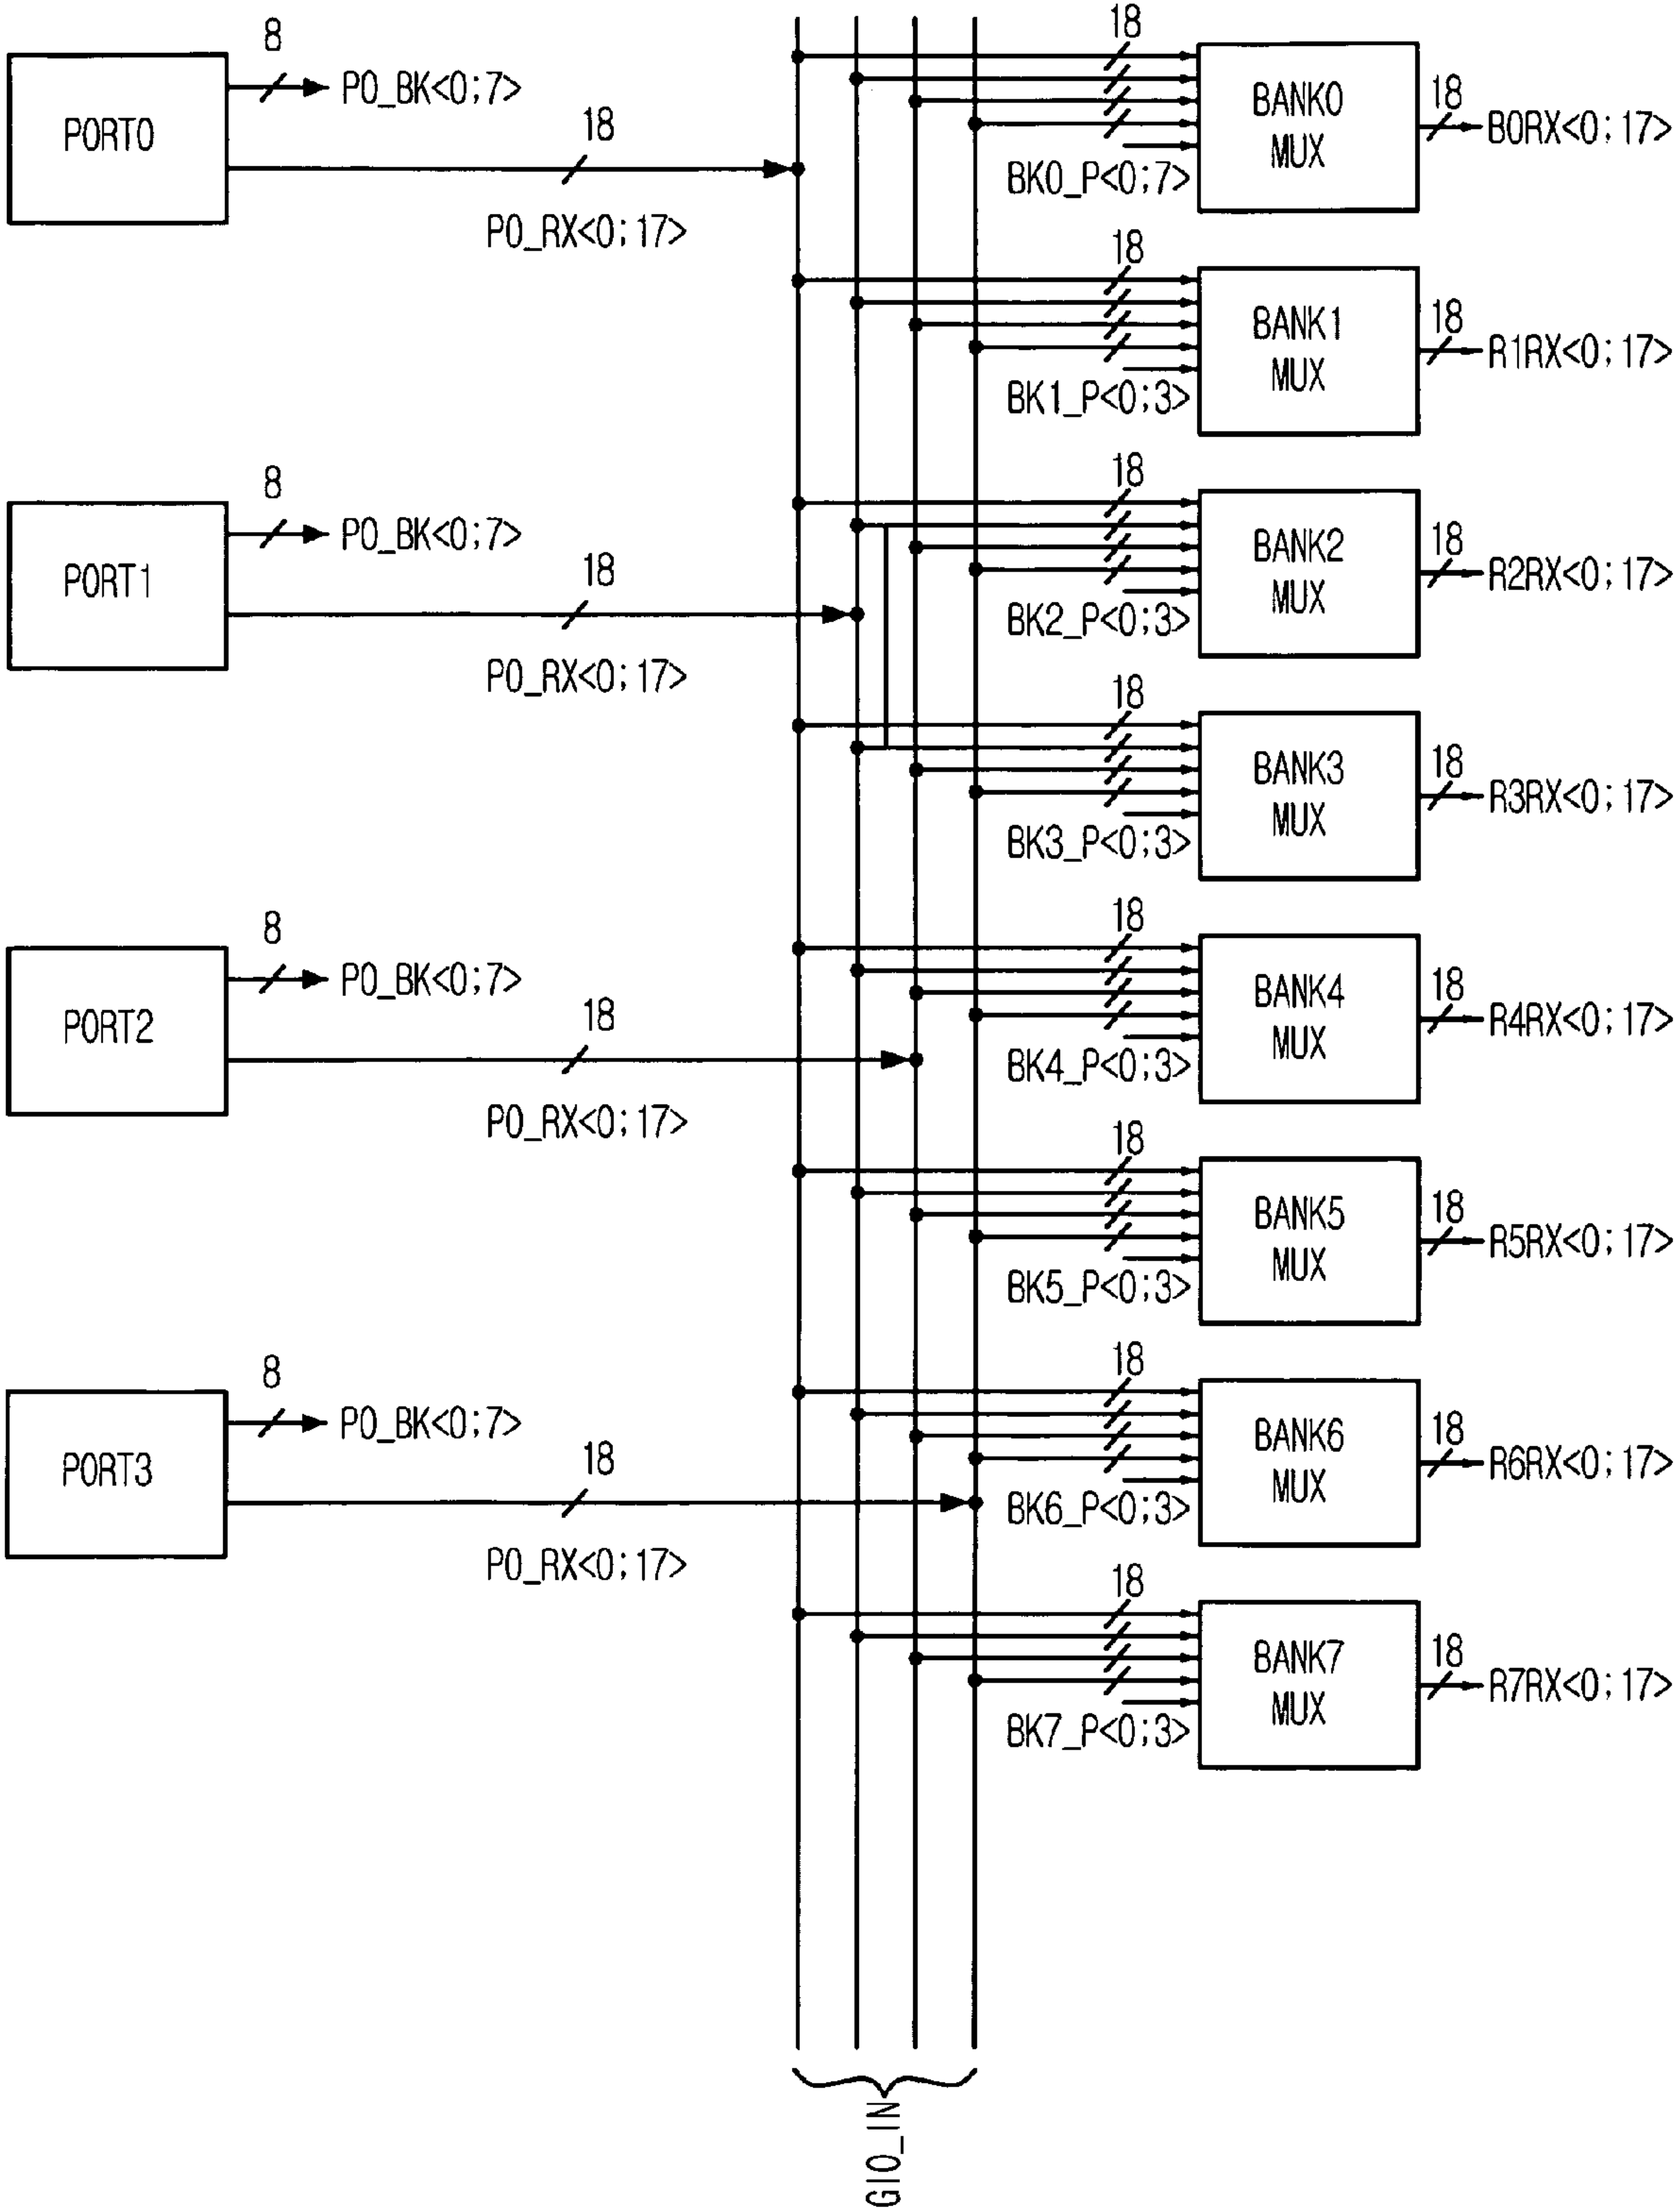 8
PORT0
P0_BK<0;7>
18
P0_RX<0;17>
18
BANK0
MUX
BK0_P<0;7>
18
B0RX<0;17>
18
BANK1
MUX
BK1_P<0;3>
18
R1RX<0;17>
8
PORT1
P0_BK<0;7>
18
P0_RX<0;17>
18
BANK2
MUX
BK2_P<0;3>
18
R2RX<0;17>
18
BANK3
MUX
BK3_P<0;3>
18
R3RX<0;17>
8
PORT2
P0_BK<0;7>
18
P0_RX<0;17>
18
BANK4
MUX
BK4_P<0;3>
18
R4RX<0;17>
18
BANK5
MUX
BK5_P<0;3>
18
R5RX<0;17>
8
PORT3
P0_BK<0;7>
18
P0_RX<0;17>
18
BANK6
MUX
BK6_P<0;3>
18
R6RX<0;17>
18
BANK7
MUX
BK7_P<0;3>
18
R7RX<0;17>
GIO_IN